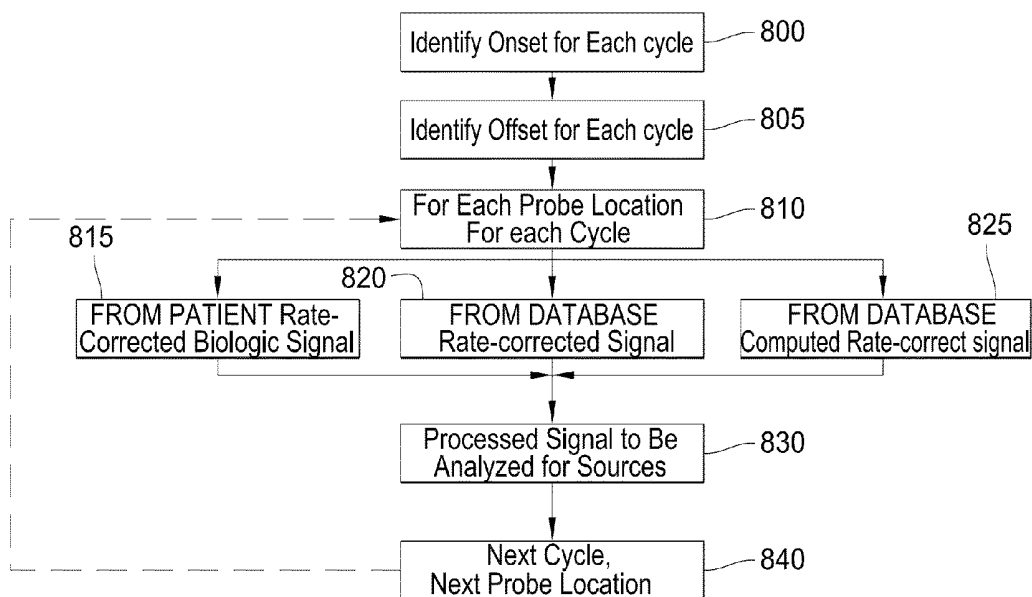 Identify Onset for Each cycle
800
Identify Offset for Each cycle
805
For Each Probe Location
For each Cycle
810
815
820
825
FROM PATIENT Rate-
Corrected Biologic Signal
FROM DATABASE
Rate-corrected Signal
FROM DATABASE
Computed Rate-correct signal
Processed Signal to Be
Analyzed for Sources
830
Next Cycle,
Next Probe Location
840